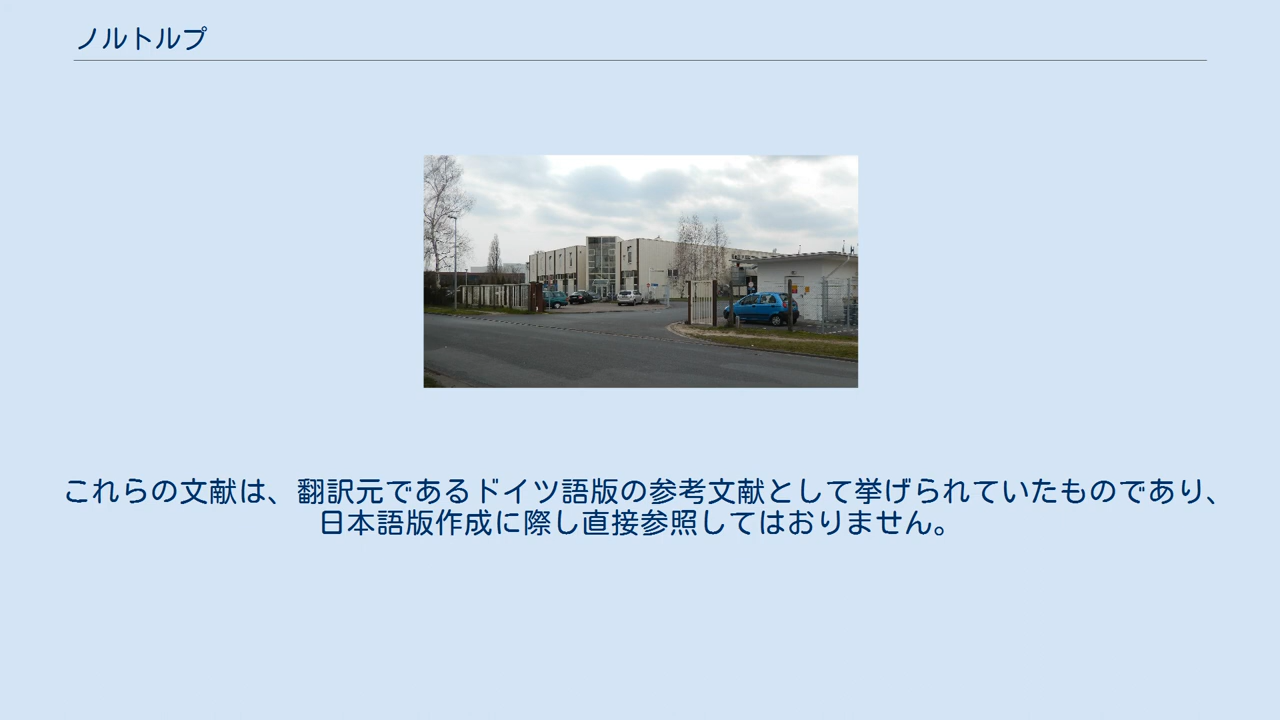 ノルトルプ
これらの文献は、翻訳元であるドイツ語版の参考文献として挙げられていたものであり、
日本語版作成に際し直接参照してはおりません。